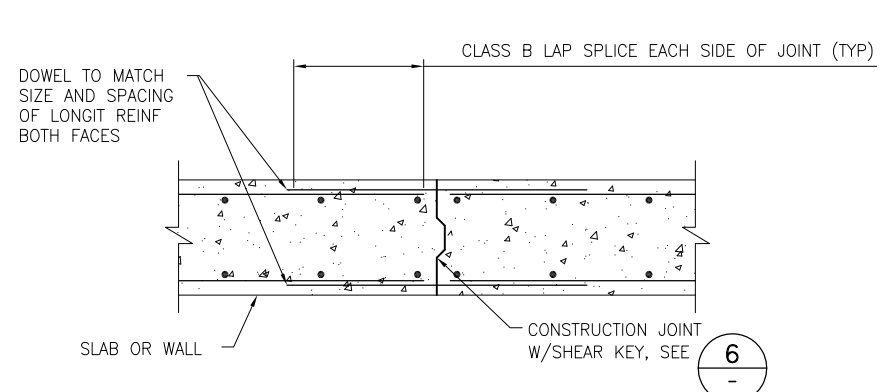 CLASS B LAP SPLICE EACH SIDE OF JOINT (TYP)
DOWEL TO MATCH
SIZE AND SPACING
OF LONGIT REINF
BOTH FACES
SLAB OR WALL
CONSTRUCTION JOINT
W/SHEAR KEY, SEE
6
-